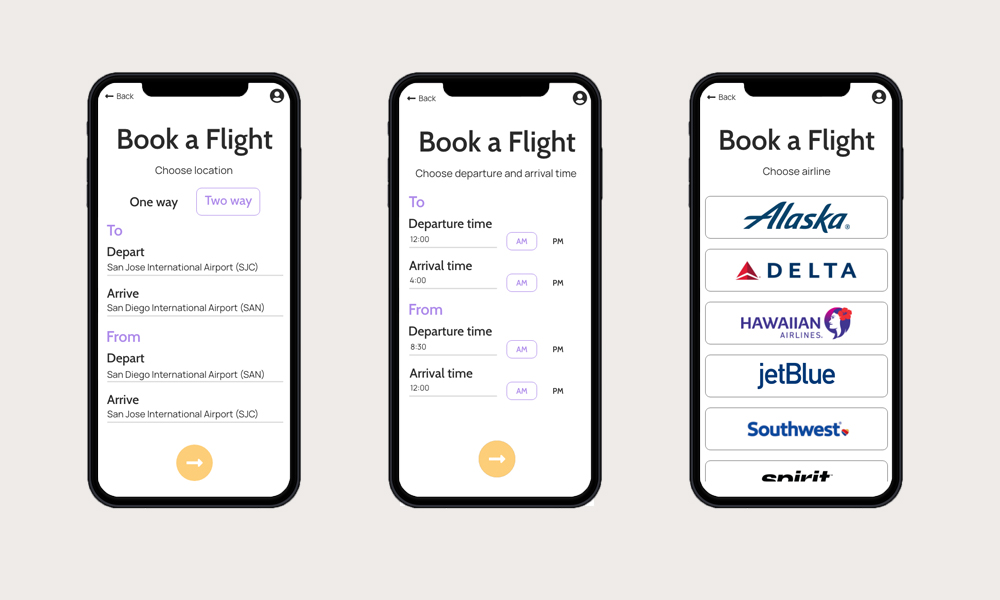 Back
Book a Flight
Choose location
One way Two way
To
Depart
San Jose International Airport (SJC)
Arrive
San Diego International Airport (SAN)
From
Depart
San Diego International Airport (SAN)
Arrive
San Jose International Airport (SJC)
Back
Book a Flight
Choose departure and arrival time
To
Departure time
12:00 AM PM
Arrival time
4:00 AM PM
From
Departure time
8:30 AM PM
Arrival time
12:00 AM PM
Back
Book a Flight
Choose airline
Alaska®
DELTA
HAWAIIAN
AIRLINES.
jetBlue
Southwest
spirit